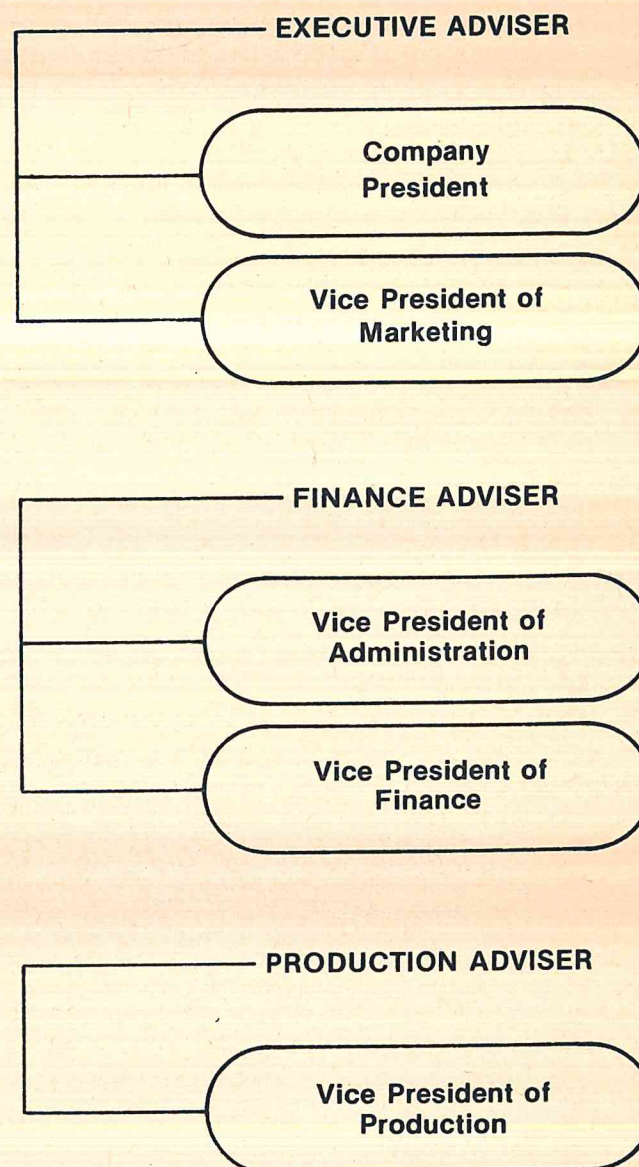 EXECUTIVE ADVISER
Company
President
Vice President of
Marketing
FINANCE ADVISER
Vice President of
Administration
Vice President of
Finance
PRODUCTION ADVISER
Vice President of
Production